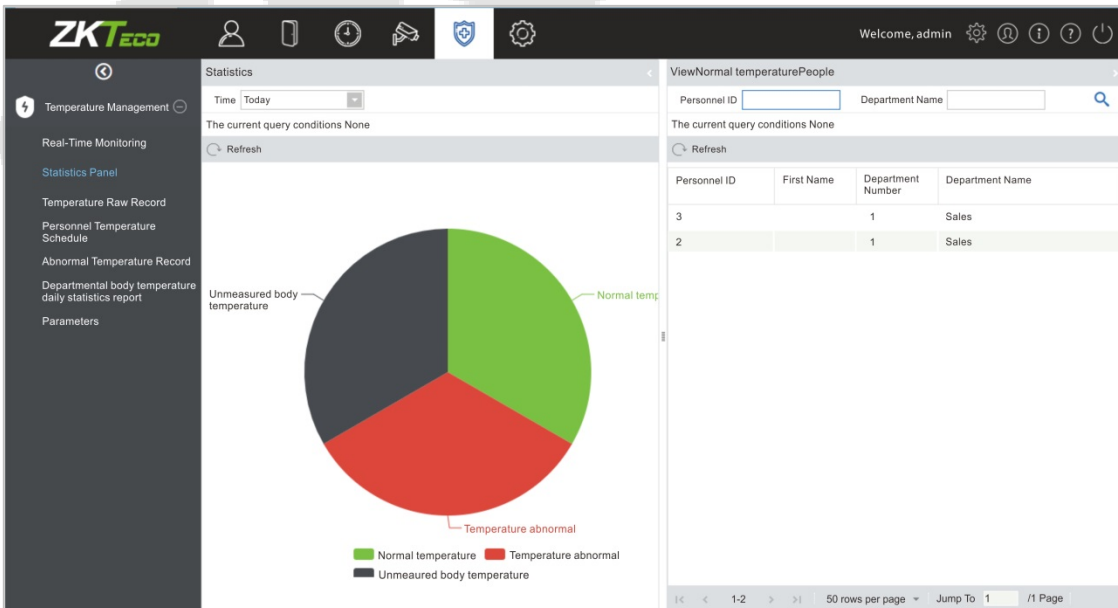 ZKTeco
Welcome, admin
Temperature Management
Real-Time Monitoring
Statistics Panel
Temperature Raw Record
Personnel Temperature
Schedule
Abnormal Temperature Record
Departmental body temperature
daily statistics report
Parameters
Statistics
Time Today
The current query conditions None
Refresh
Unmeasured body
temperature
Normal temp
Temperature abnormal
Normal temperature Temperature abnormal
Unmeaured body temperature
ViewNormal temperaturePeople
Personnel ID Department Name
The current query conditions None
Refresh
Personnel ID First Name Department Number Department Name
3 1 Sales
2 1 Sales
1-2 50 rows per page Jump To 1 /1 Page